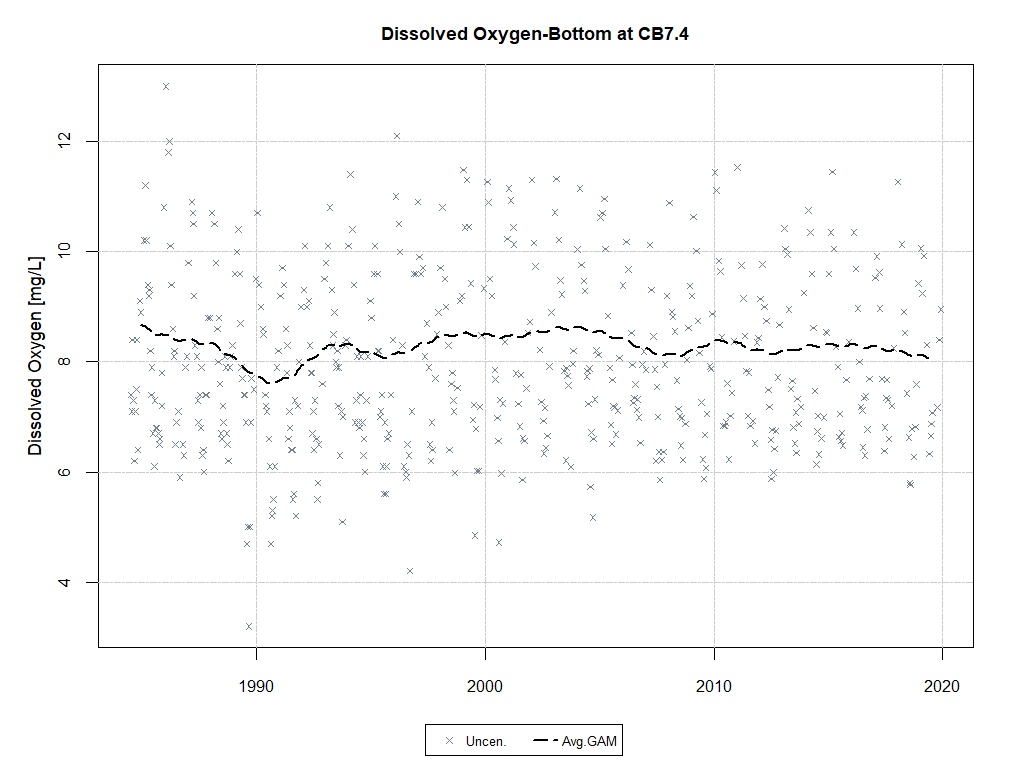 Dissolved Oxygen-Bottom at CB7.4
Dissolved Oxygen [mg/L]
12
10
8
6
4
1990 2000 2010 2020
Uncen. Avg.GAM